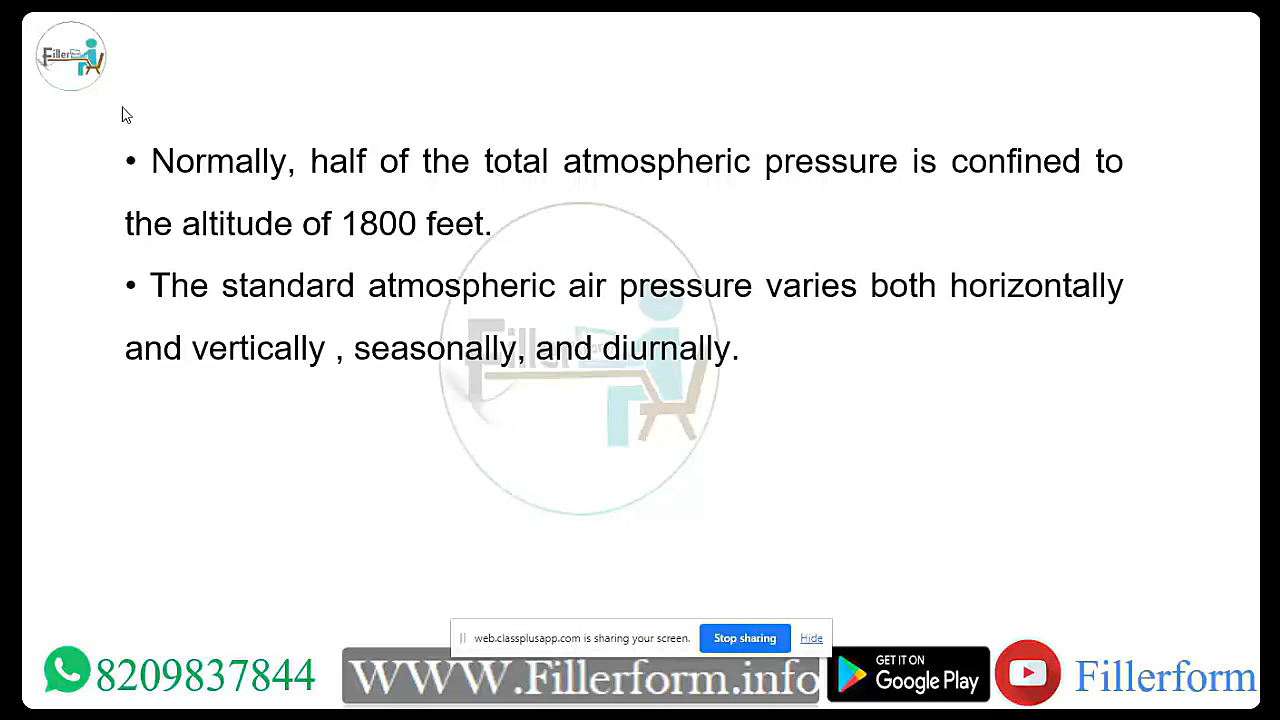 Filler
• Normally, half of the total atmospheric pressure is confined to
the altitude of 1800 feet.
• The standard atmospheric air pressure varies both horizontally
and vertically , seasonally, and diurnally.
Filler
web.classplusapp.com is sharing your screen. Stop sharing Hide
8209837844 WWW.Fillerform.info GET IT ON Google Play Fillerform